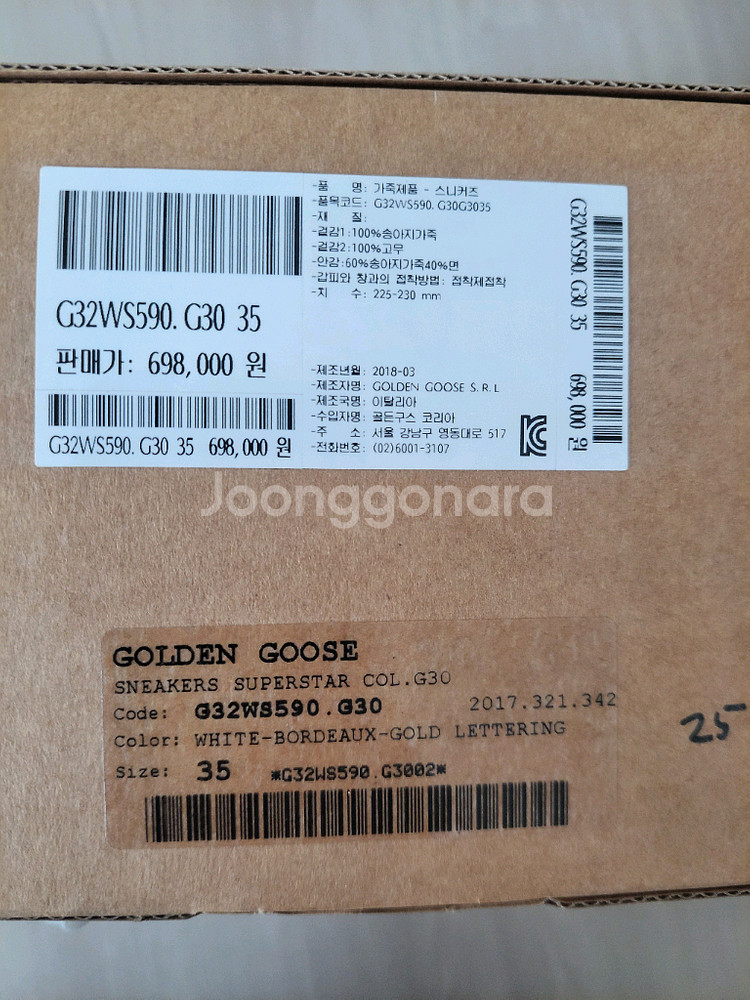 -품 명: 가죽제품 - 스니커즈
-품목코드: G32WS590. G30G3035
-재 질:
-겉감1:100%송아지가죽
-겉감2:100%고무
-안감:60%송아지가죽40%면
-갑피와 창과의 접착방법: 접착제접착
-치 수: 225-230 mm
G32WS590. G30 35
판매가: 698,000 원
G32WS590. G30 35 698,000 원
-제조년월: 2018-03
-제조자명: GOLDEN GOOSE S.R.L
-제조국명: 이탈리아
-수입자명: 골든구스 코리아
-주 소: 서울 강남구 영동대로 517
-전화번호: (02)6001-3107
G32WS590. G30 35 698,000 원
Joonggonara
GOLDEN GOOSE
SNEAKERS SUPERSTAR COL.G30
Code: G32WS590.G30 2017.321.342
Color: WHITE-BORDEAUX-GOLD LETTERING
Size: 35 *G32WS590.G3002*
25-